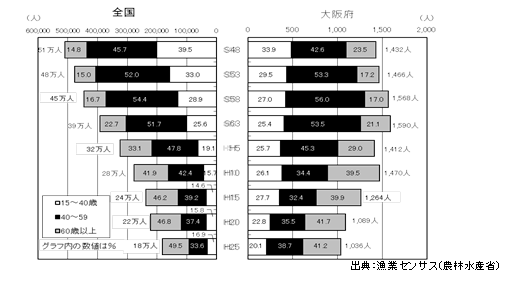 全国 大阪府
(人) (人)
600,000 500,000 400,000 300,000 200,000 100,000 0 0 500 1,000 1,500 2,000
51万人 14.8 45.7 39.5 S48 33.9 42.6 23.5 1,432人
48万人 15.0 52.0 33.0 S53 29.5 53.3 17.2 1,466人
45万人 16.7 54.4 28.9 S58 27.0 56.0 17.0 1,568人
39万人 22.7 51.7 25.6 S63 25.4 53.5 21.1 1,590人
32万人 33.1 47.8 19.1 H5 25.7 45.3 29.0 1,412人
28万人 41.9 42.4 15.7 H10 26.1 34.4 39.5 1,470人
14.6
24万人 46.2 39.2 H15 27.7 32.4 39.9 1,264人
15.8
22万人 46.8 37.4 H20 22.8 35.5 41.7 1,089人
16.9
18万人 49.5 33.6 H25 20.1 38.7 41.2 1,036人
15～40歳
40～59
60歳以上
グラフ内の数値は％
出典：漁業センサス(農林水産省)